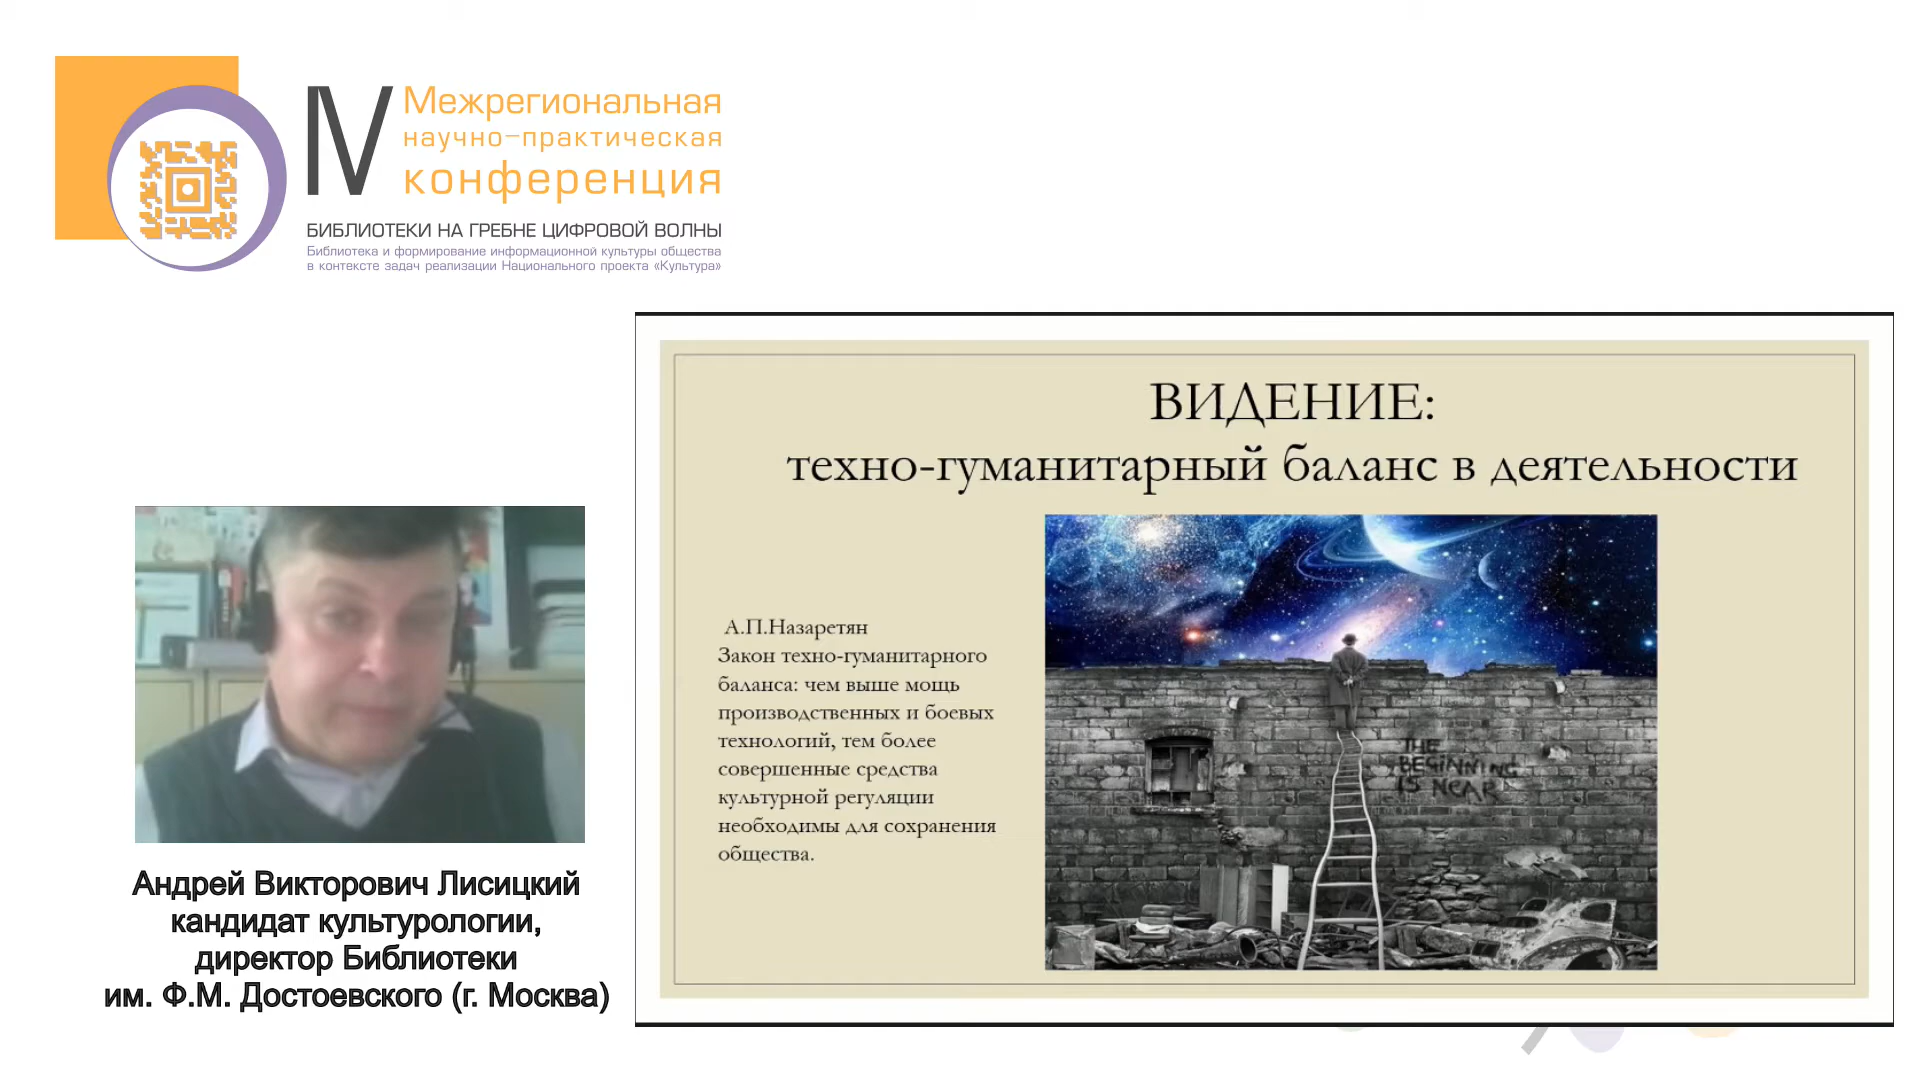 IV
Межрегиональная
научно-практическая
конференция
БИБЛИОТЕКИ НА ГРЕБНЕ ЦИФРОВОЙ ВОЛНЫ
Библиотека и формирование информационной культуры общества
в контексте задач реализации Национального проекта «Культура»
ВИДЕНИЕ:
техно-гуманитарный баланс в деятельности
А.П.Назаретян
Закон техно-гуманитарного
баланса: чем выше мощь
производственных и боевых
технологий, тем более
совершенные средства
культурной регуляции
необходимы для сохранения
общества.
THE
BEGINNING
IS NEAR
Андрей Викторович Лисицкий
кандидат культурологии,
директор Библиотеки
им. Ф.М. Достоевского (г. Москва)